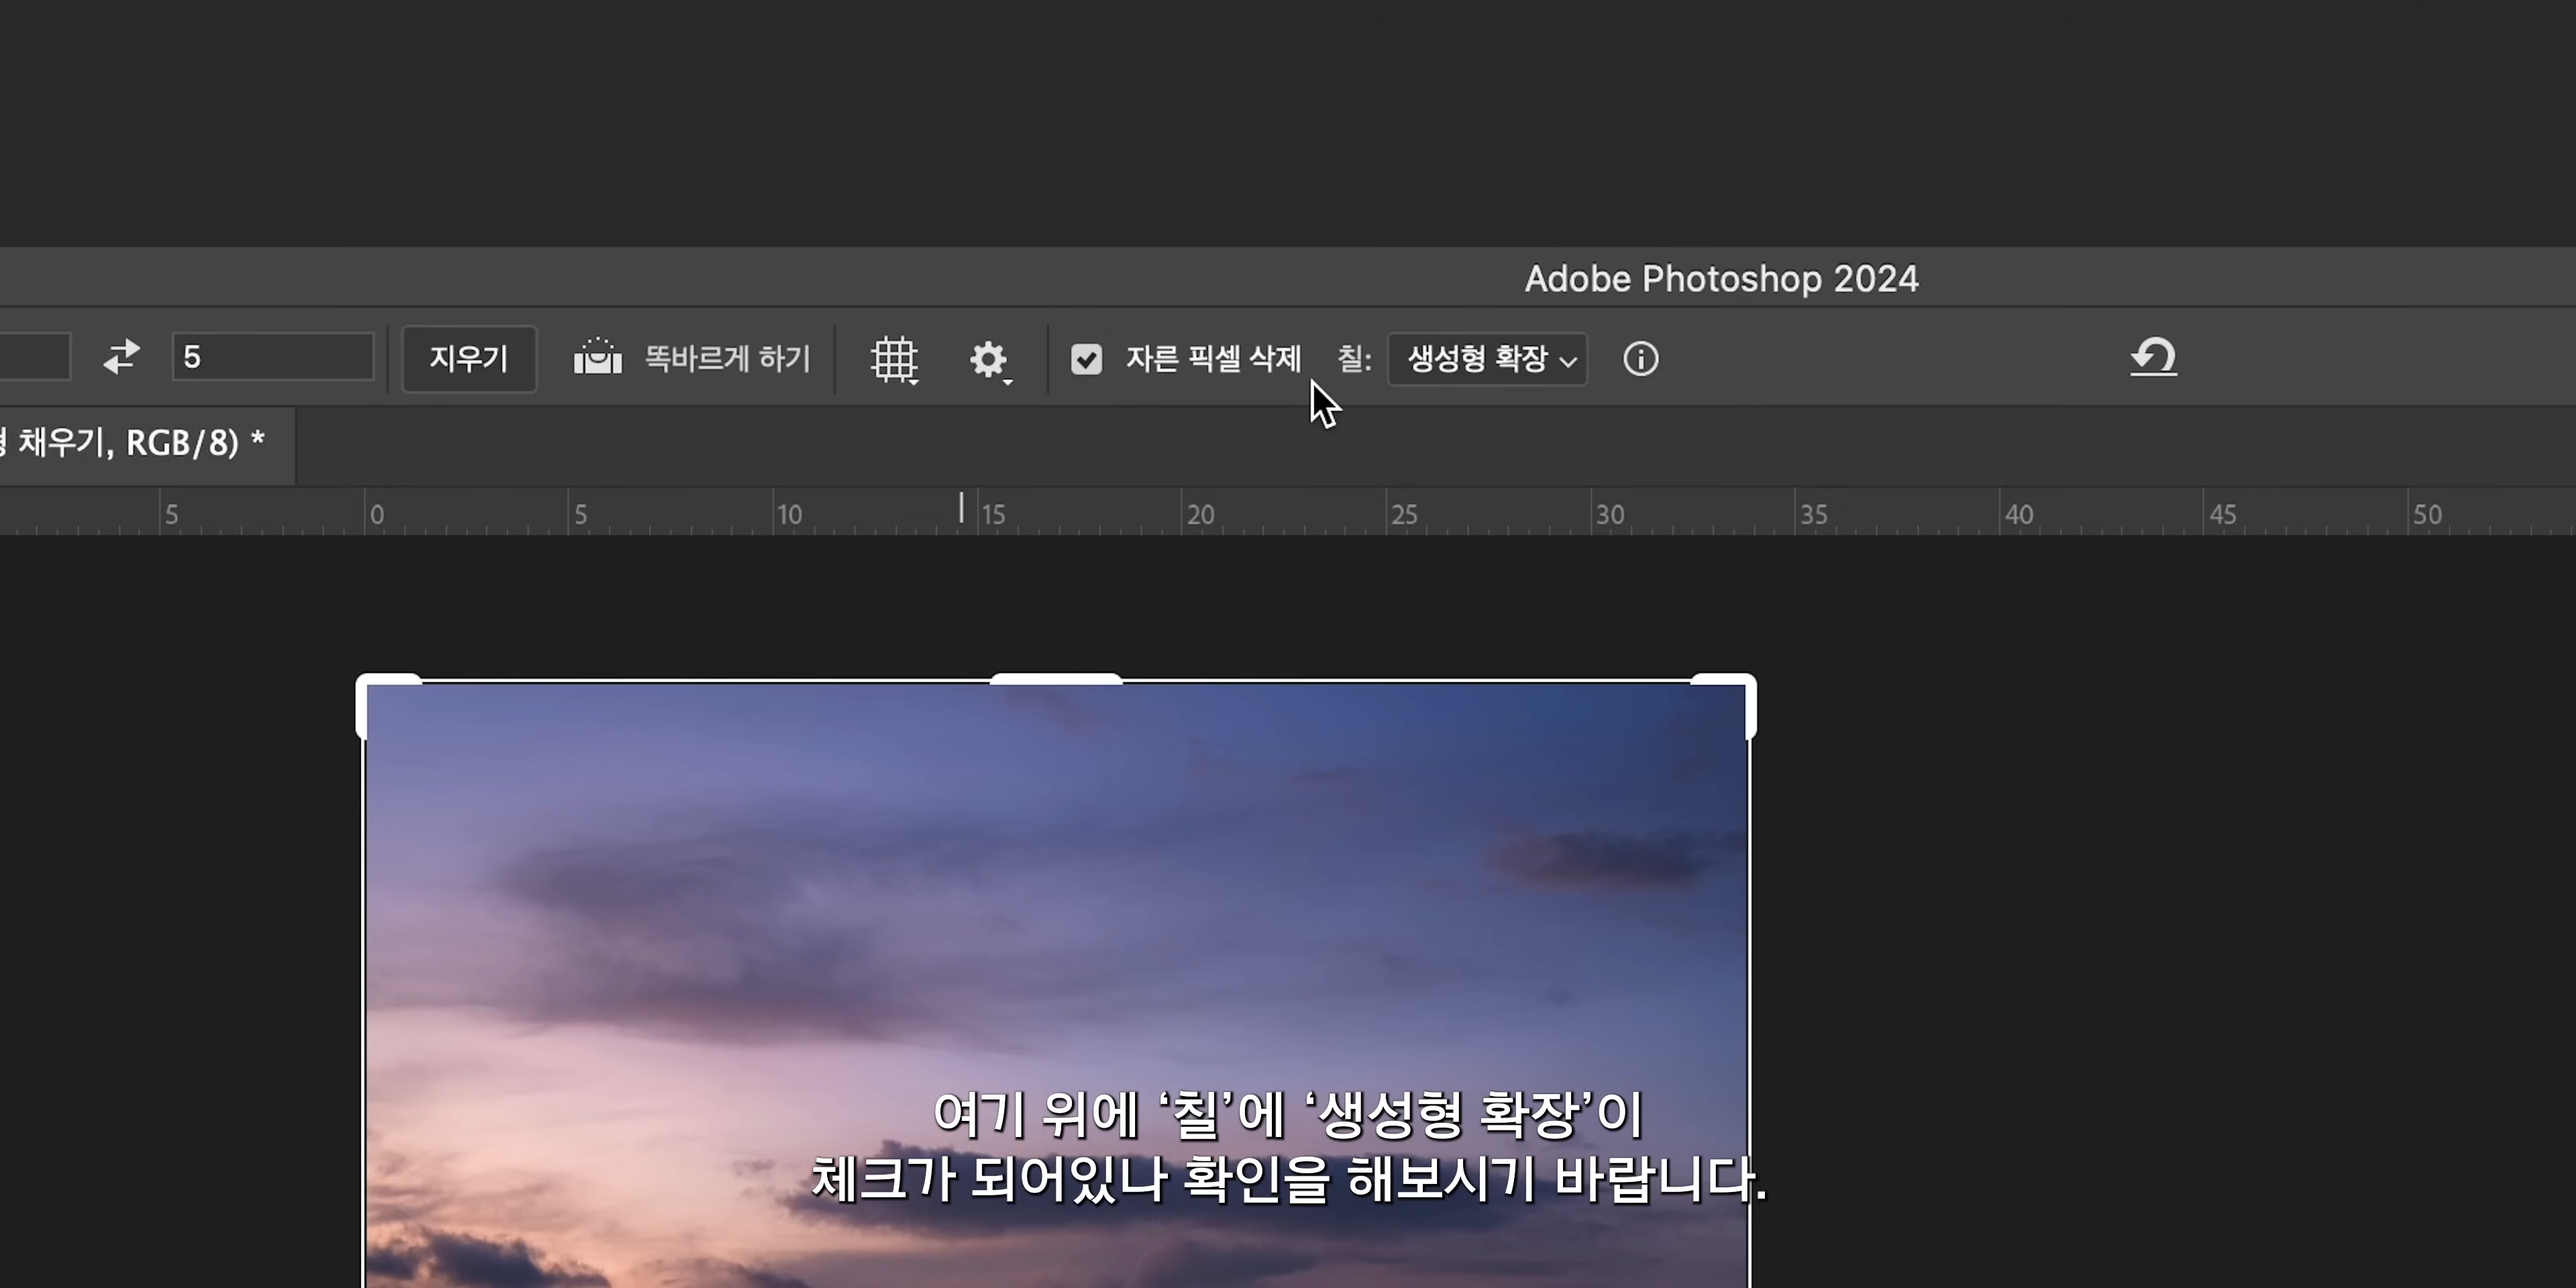 Adobe Photoshop 2024
5 지우기 똑바르게 하기 자른 픽셀 삭제 칠: 생성형 확장
채우기, RGB/8) *
5 0 5 10 15 20 25 30 35 40 45 50
여기 위에 ‘칠’에 ‘생성형 확장’이
체크가 되어있나 확인을 해보시기 바랍니다.